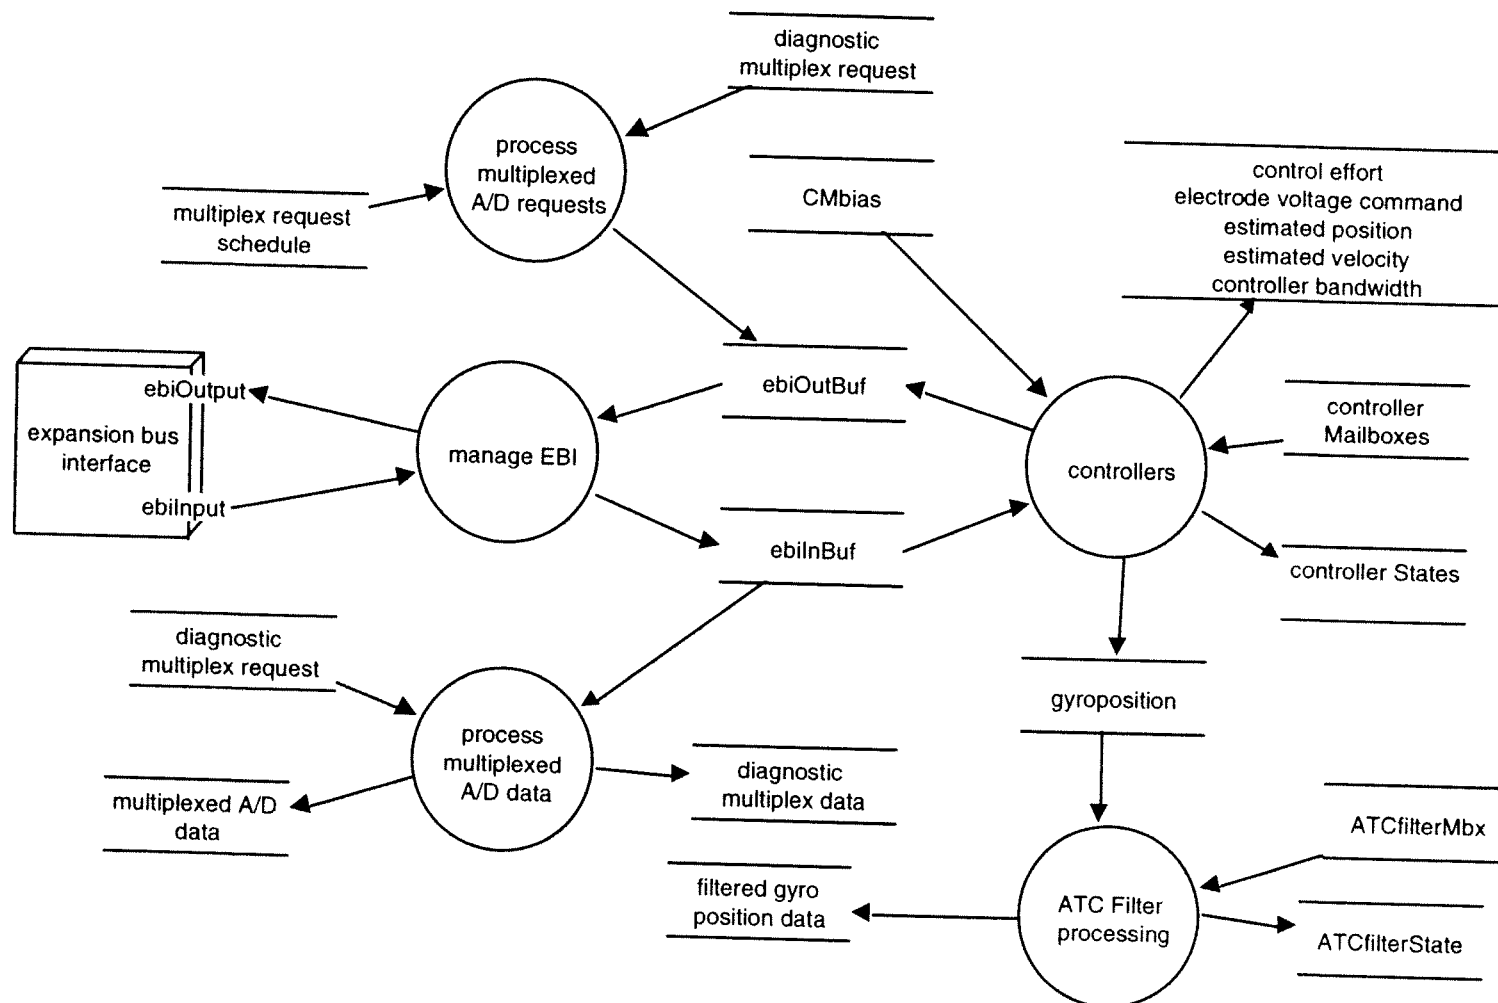 diagnostic
multiplex request
process
multiplexed
A/D requests
multiplex request
schedule
CMbias
control effort
electrode voltage command
estimated position
estimated velocity
controller bandwidth
ebiOutput
expansion bus
interface
ebiInput
manage EBI
ebiOutBuf
ebiInBuf
controllers
controller
Mailboxes
controller States
diagnostic
multiplex request
process
multiplexed
A/D data
multiplexed A/D
data
diagnostic
multiplex data
gyroposition
filtered gyro
position data
ATC Filter
processing
ATCfilterMbx
ATCfilterState